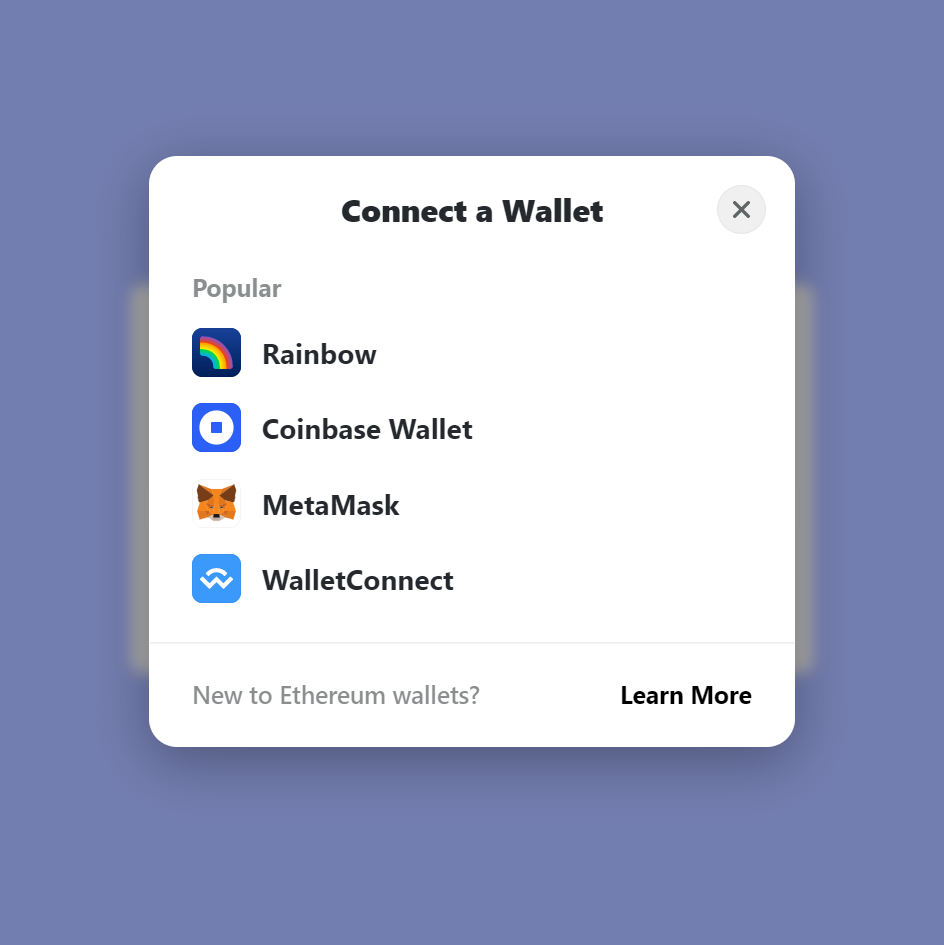 Connect a Wallet
Popular
Rainbow
Coinbase Wallet
MetaMask
WalletConnect
New to Ethereum wallets? Learn More